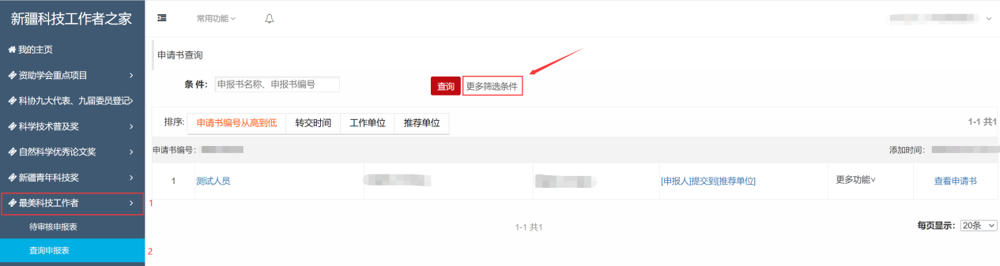 新疆科技工作者之家
常用功能
我的主页
资助学会重点项目
科协九大代表、九届委员登记
科学技术普及奖
自然科学优秀论文奖
新疆青年科技奖
最美科技工作者
1
待审核申报表
查询申报表
2
申请书查询
条件：
申报书名称、申报书编号
查询
更多筛选条件
排序:
申请书编号从高到低
转交时间
工作单位
推荐单位
1-1 共1
申请书编号：
添加时间：
1
测试人员
[申报人]提交到[推荐单位]
更多功能∨
查看申请书
1-1 共1
每页显示：
20条